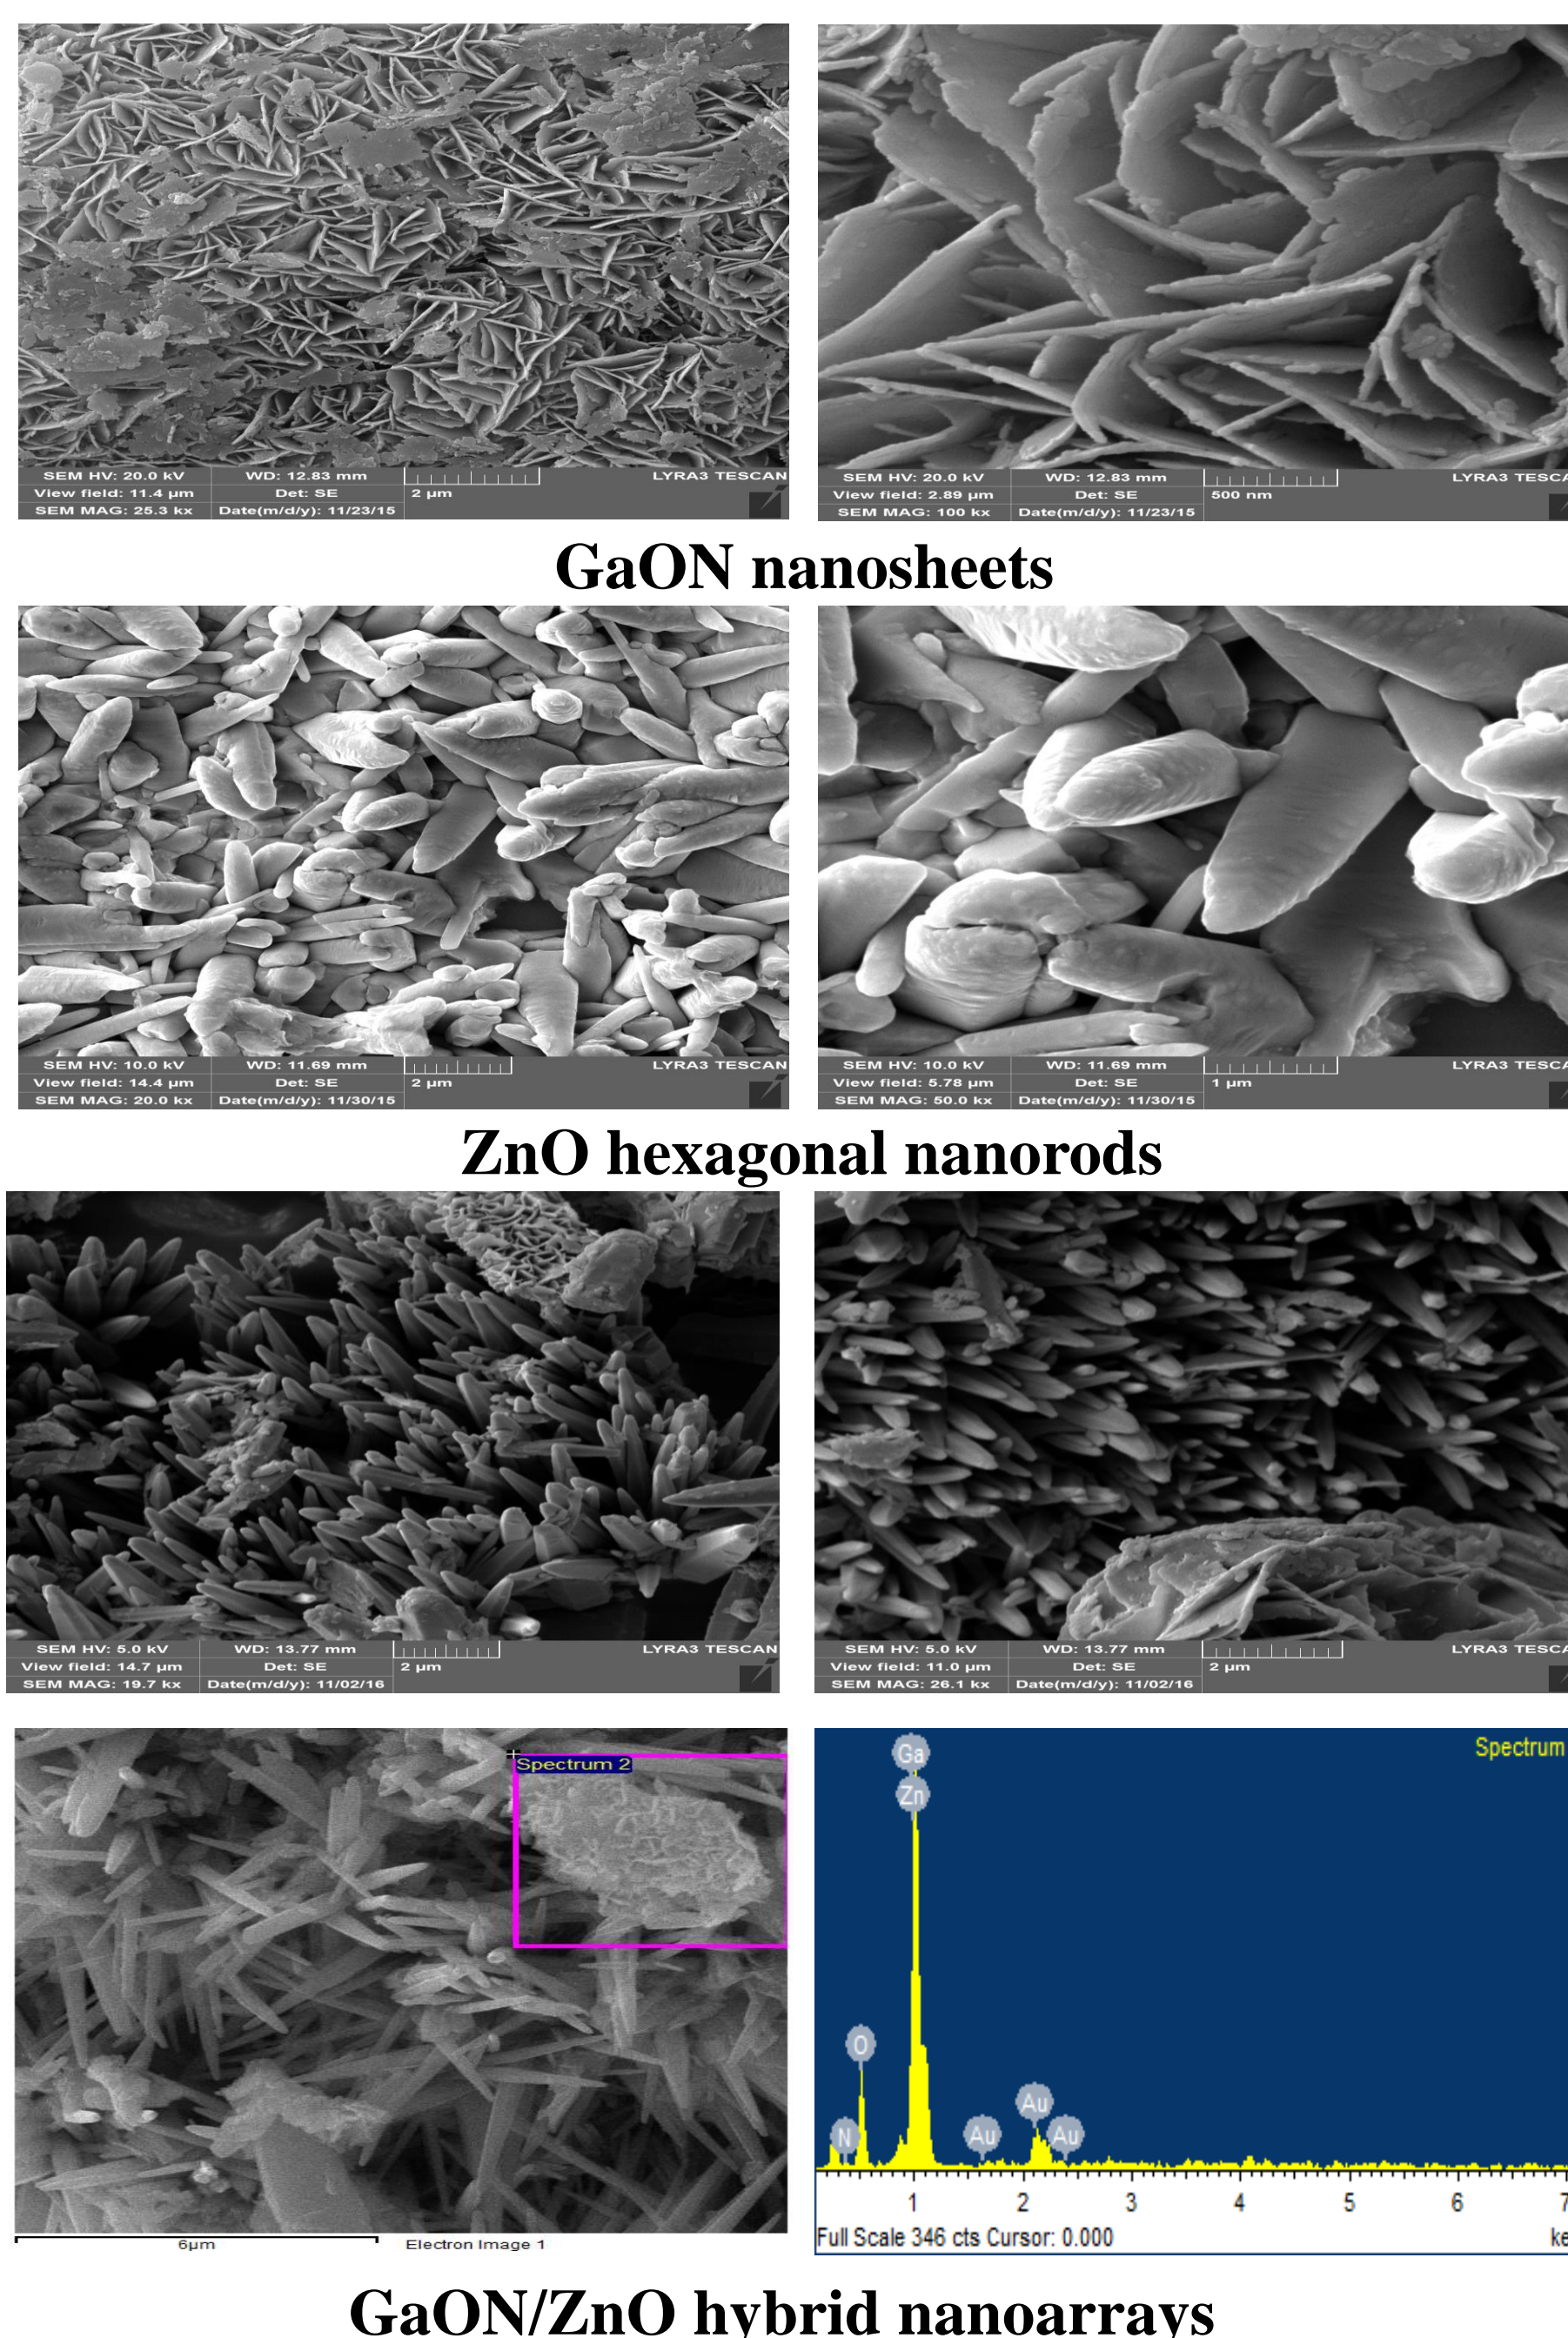 SEM HV: 20.0 kV WD: 12.83 mm LYRA3 TESCAN
View field: 11.4 µm Det: SE 2 µm
SEM MAG: 25.3 kx Date(m/d/y): 11/23/15
SEM HV: 20.0 kV WD: 12.83 mm LYRA3 TESCA
View field: 2.89 µm Det: SE 500 nm
SEM MAG: 100 kx Date(m/d/y): 11/23/15
GaON nanosheets
SEM HV: 10.0 kV WD: 11.69 mm LYRA3 TESCAN
View field: 14.4 µm Det: SE 2 µm
SEM MAG: 20.0 kx Date(m/d/y): 11/30/15
SEM HV: 10.0 kV WD: 11.69 mm LYRA3 TESCA
View field: 5.78 µm Det: SE 1 µm
SEM MAG: 50.0 kx Date(m/d/y): 11/30/15
ZnO hexagonal nanorods
SEM HV: 5.0 kV WD: 13.77 mm LYRA3 TESCAN
View field: 14.7 µm Det: SE 2 µm
SEM MAG: 19.7 kx Date(m/d/y): 11/02/16
SEM HV: 5.0 kV WD: 13.77 mm LYRA3 TESCA
View field: 11.0 µm Det: SE 2 µm
SEM MAG: 26.1 kx Date(m/d/y): 11/02/16
Spectrum 2
6µm Electron Image 1
Spectrum
Ga
Zn
O
Au
N Au Au
1 2 3 4 5 6 7
Full Scale 346 cts Cursor: 0.000 ke
GaON/ZnO hybrid nanoarrays